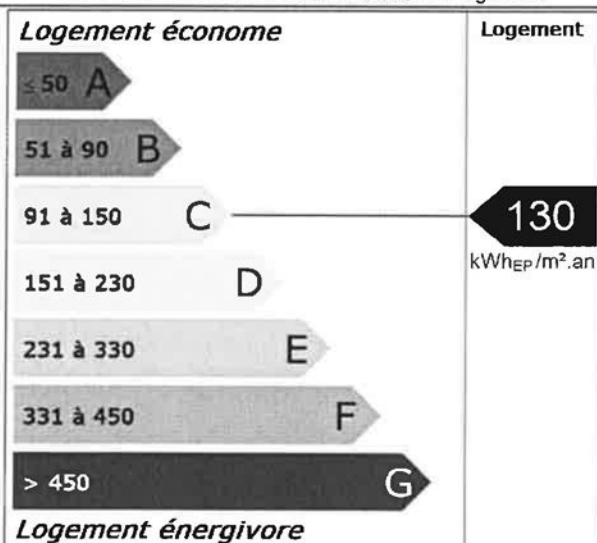 Logement économe
Logement
≤ 50 A
51 à 90 B
91 à 150 C
130
kWhEP/m².an
151 à 230 D
231 à 330 E
331 à 450 F
> 450 G
Logement énergivore